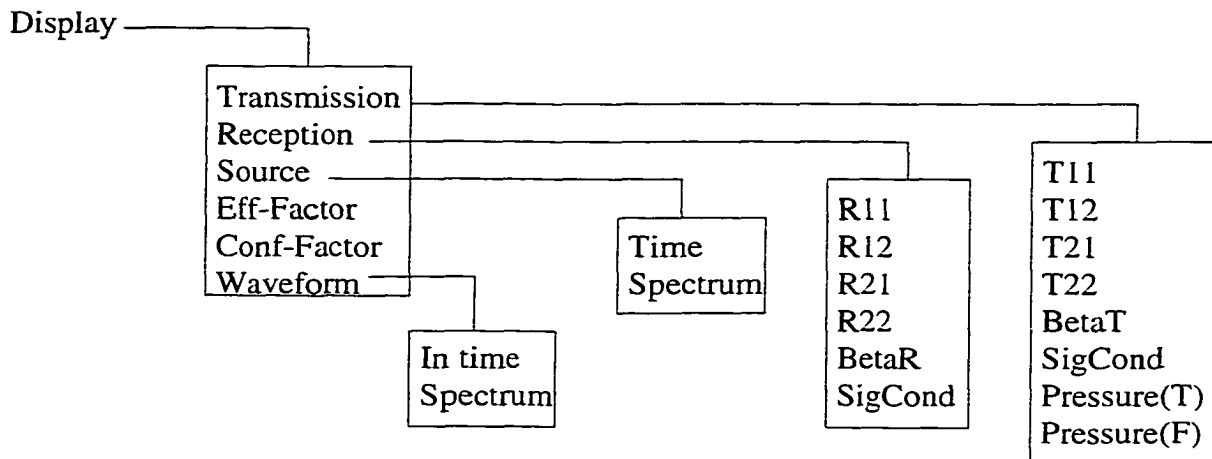 Display
Transmission
Reception
Source
Eff-Factor
Conf-Factor
Waveform
In time
Spectrum
Time
Spectrum
R11
R12
R21
R22
BetaR
SigCond
T11
T12
T21
T22
BetaT
SigCond
Pressure(T)
Pressure(F)